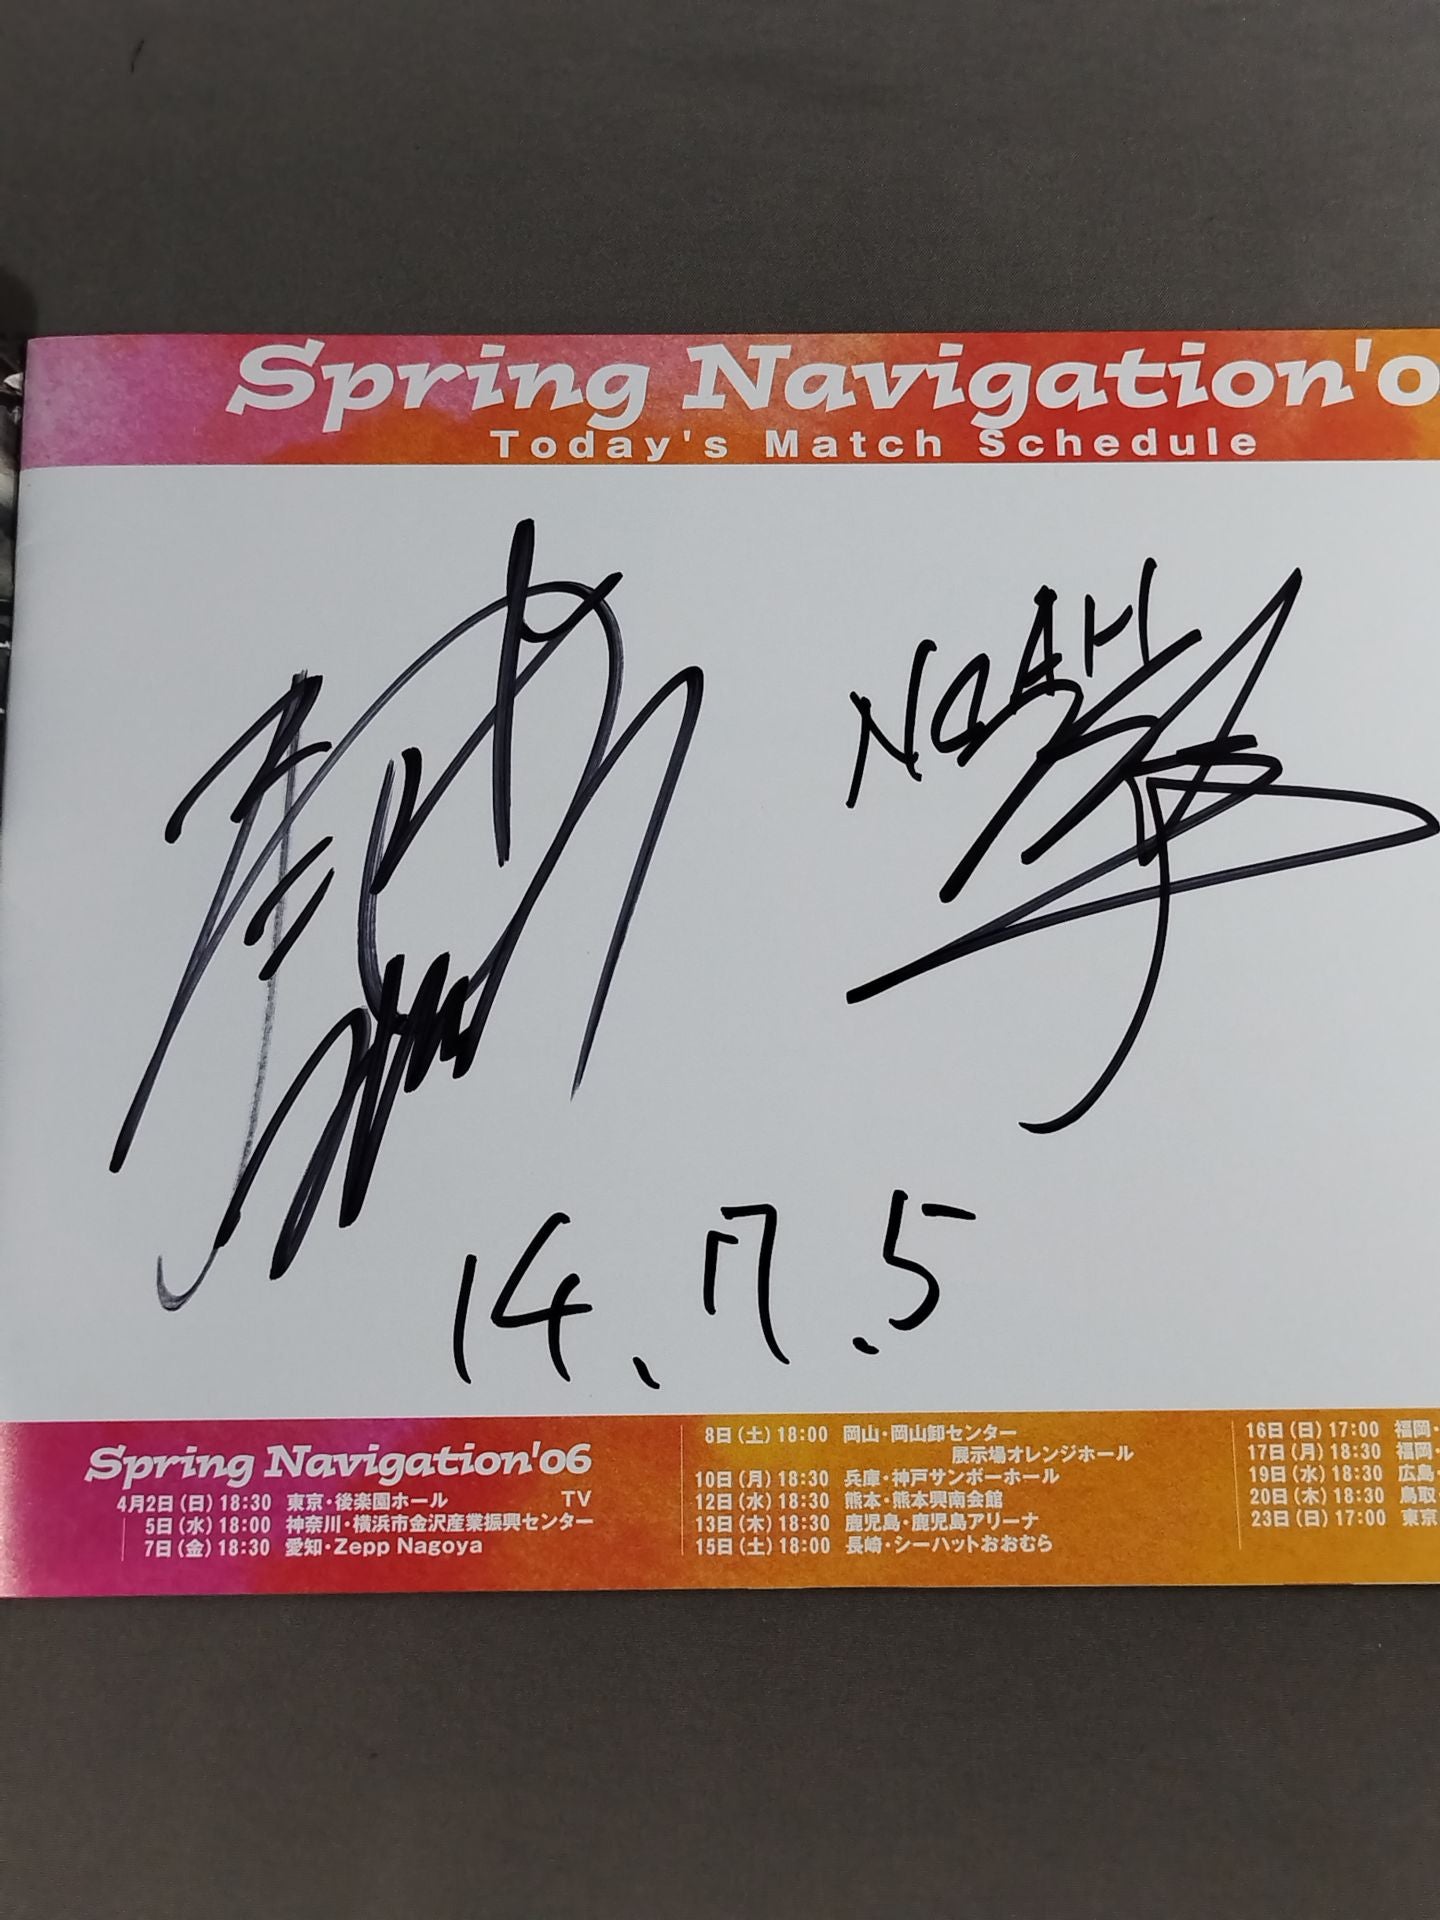 Spring Navigation'0
Today's Match Schedule
NOAH
14.7.5
Spring Navigation'06
4月2日(日)18:30 東京・後楽園ホール TV
5日(水)18:00 神奈川・横浜市金沢産業振興センター
7日(金)18:30 愛知・Zepp Nagoya
8日(土)18:00 岡山・岡山卸センター
展示場オレンジホール
10日(月)18:30 兵庫・神戸サンボーホール
12日(水)18:30 熊本・熊本興南会館
13日(木)18:30 鹿児島・鹿児島アリーナ
15日(土)18:00 長崎・シーハットおおむら
16日(日)17:00 福岡・
17日(月)18:30 福岡・
19日(水)18:30 広島・
20日(木)18:30 鳥取・
23日(日)17:00 東京